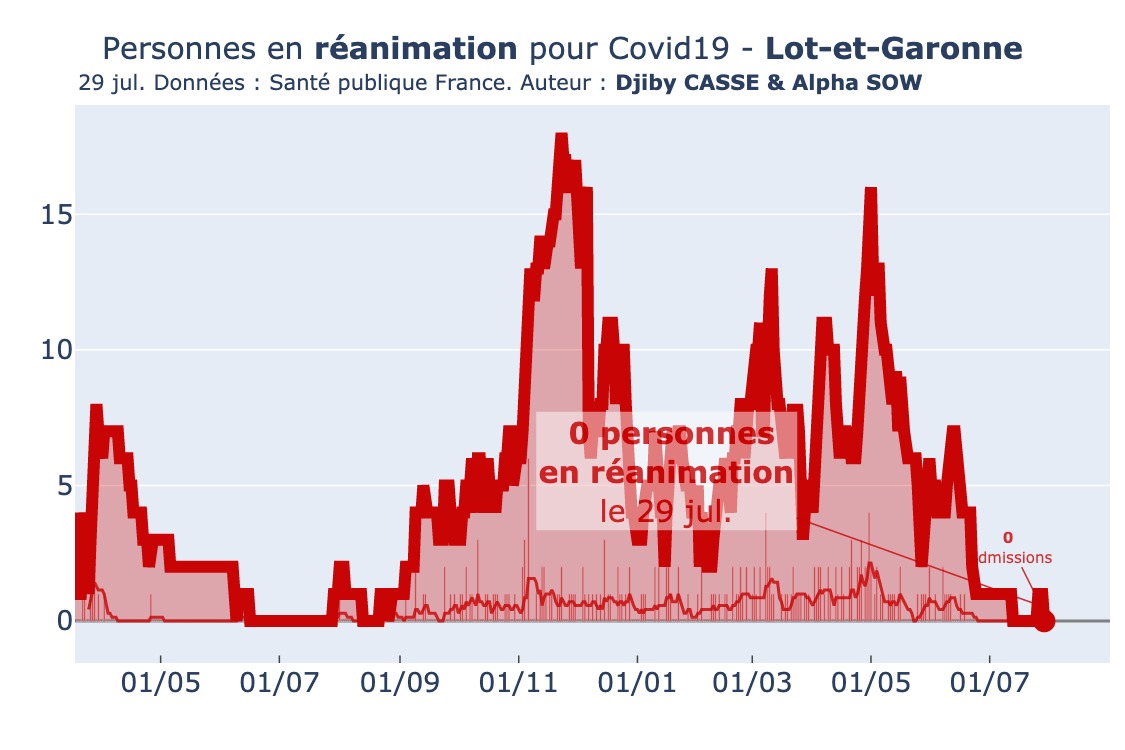 Personnes en réanimation pour Covid19 - Lot-et-Garonne
29 jul. Données : Santé publique France. Auteur : Djiby CASSE & Alpha SOW
15
10
5
0
0 personnes
en réanimation
le 29 jul.
0
dmissions
01/05 01/07 01/09 01/11 01/01 01/03 01/05 01/07